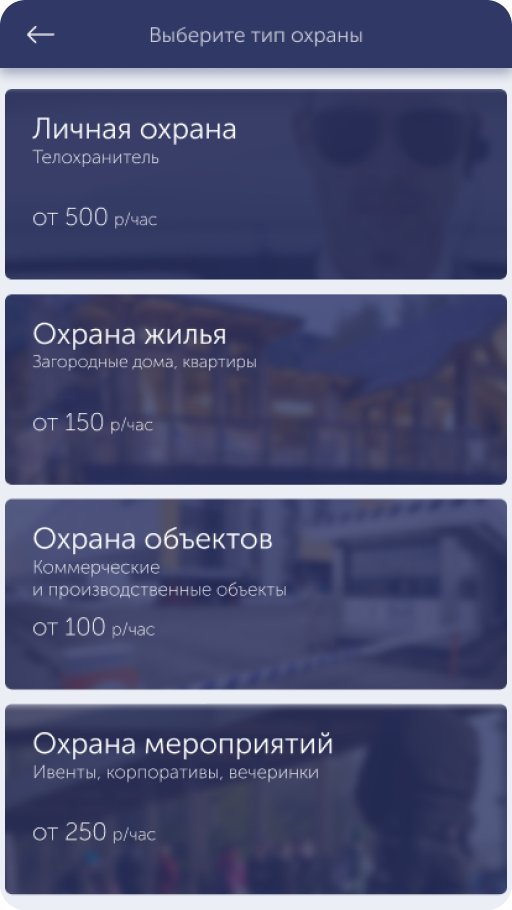 Выберите тип охраны
Личная охрана
Телохранитель
от 500 р/час
Охрана жилья
Загородные дома, квартиры
от 150 р/час
Охрана объектов
Коммерческие
и производственные объекты
от 100 р/час
Охрана мероприятий
Ивенты, корпоративы, вечеринки
от 250 р/час